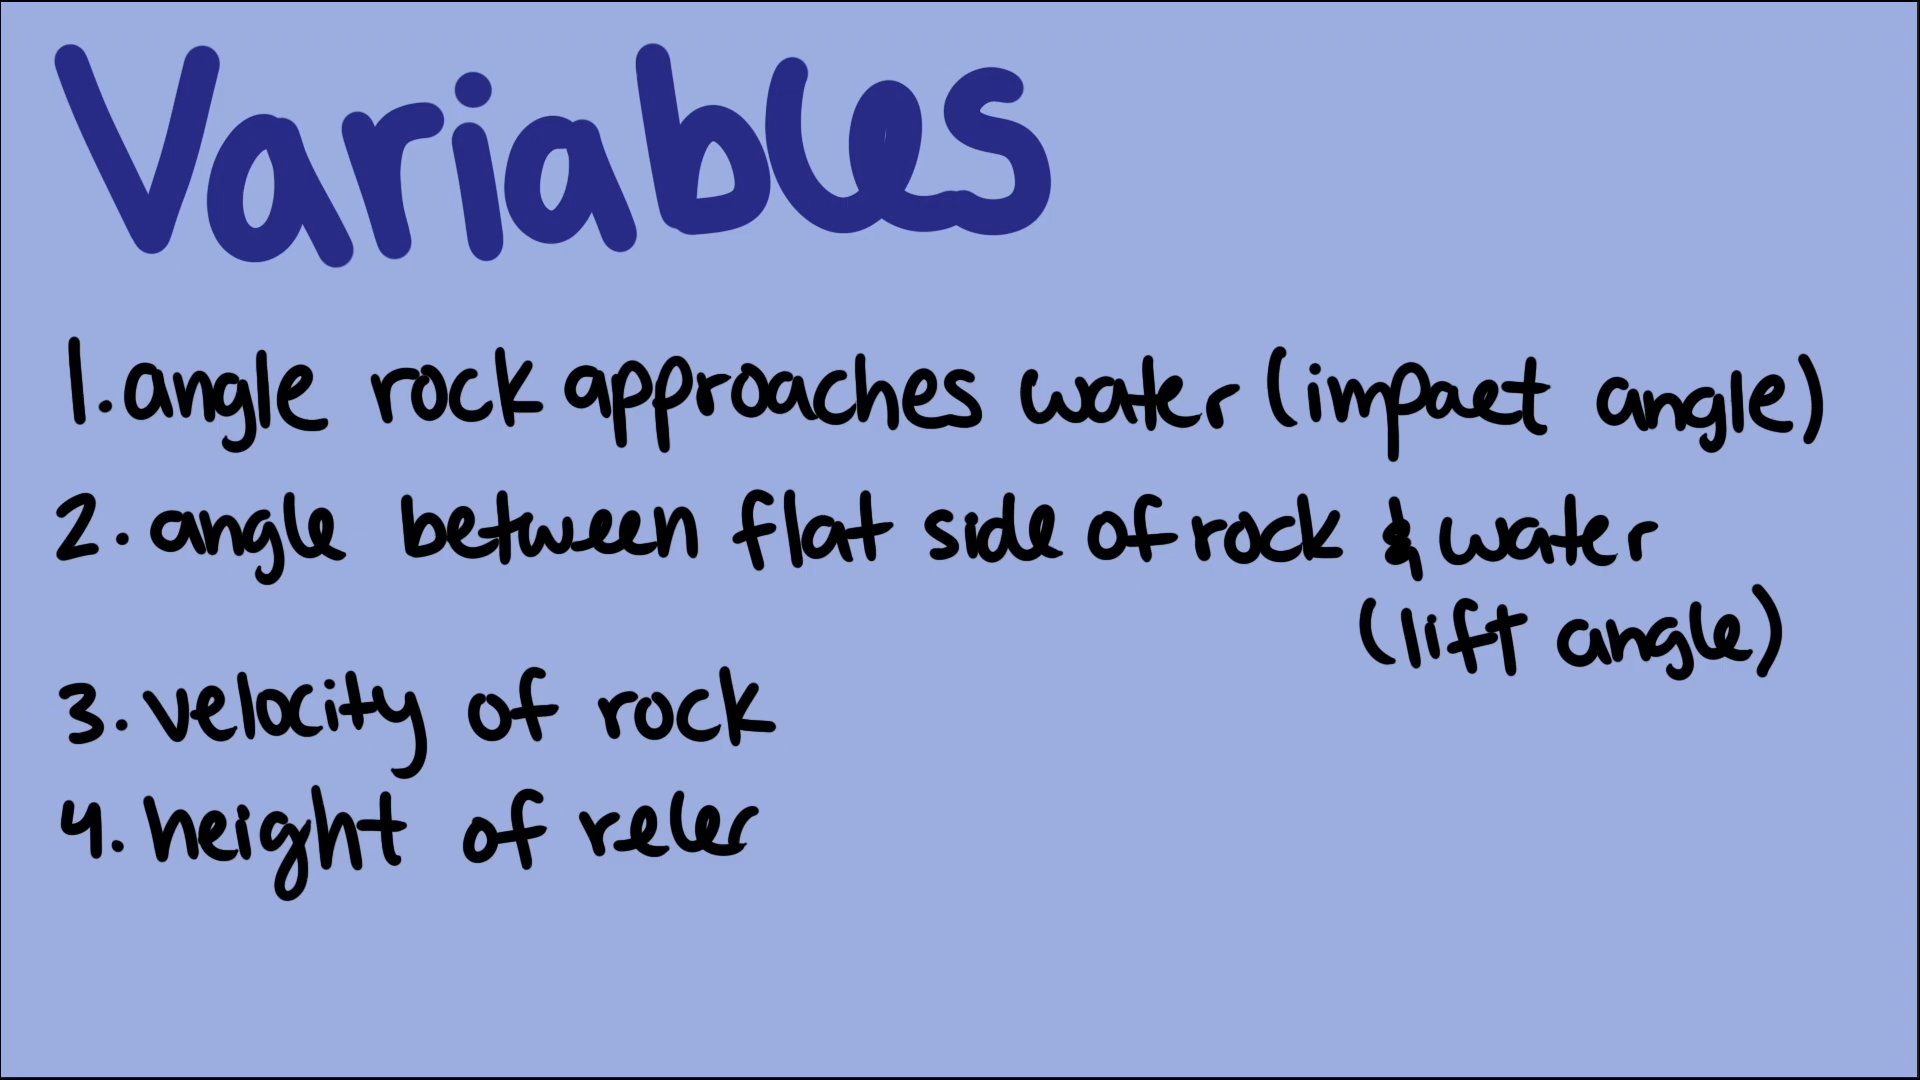 Variables
1. angle rock approaches water (impact angle)
2. angle between flat side of rock & water
(lift angle)
3. velocity of rock
4. height of